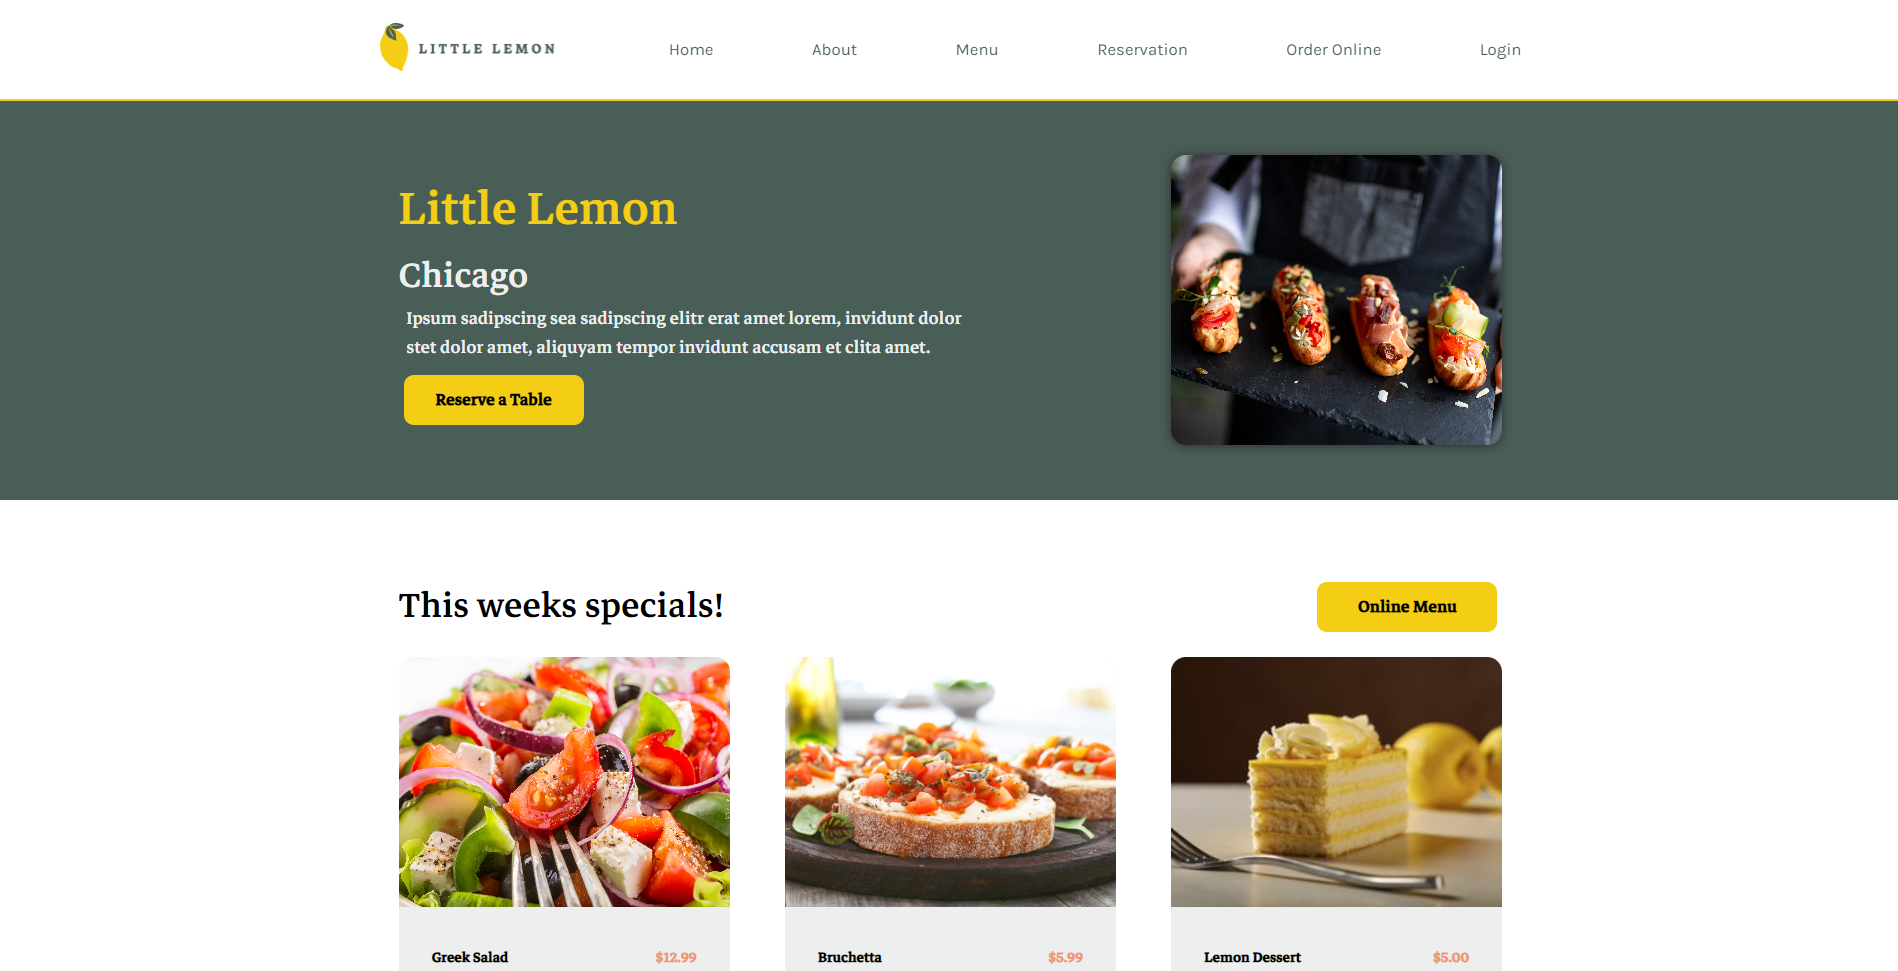 LITTLE LEMON
Home
About
Menu
Reservation
Order Online
Login
Little Lemon
Chicago
Ipsum sadipscing sea sadipscing elitr erat amet lorem, invidunt dolor
stet dolor amet, aliquyam tempor invidunt accusam et clita amet.
Reserve a Table
This weeks specials!
Online Menu
Greek Salad
$12.99
Bruchetta
$5.99
Lemon Dessert
$5.00